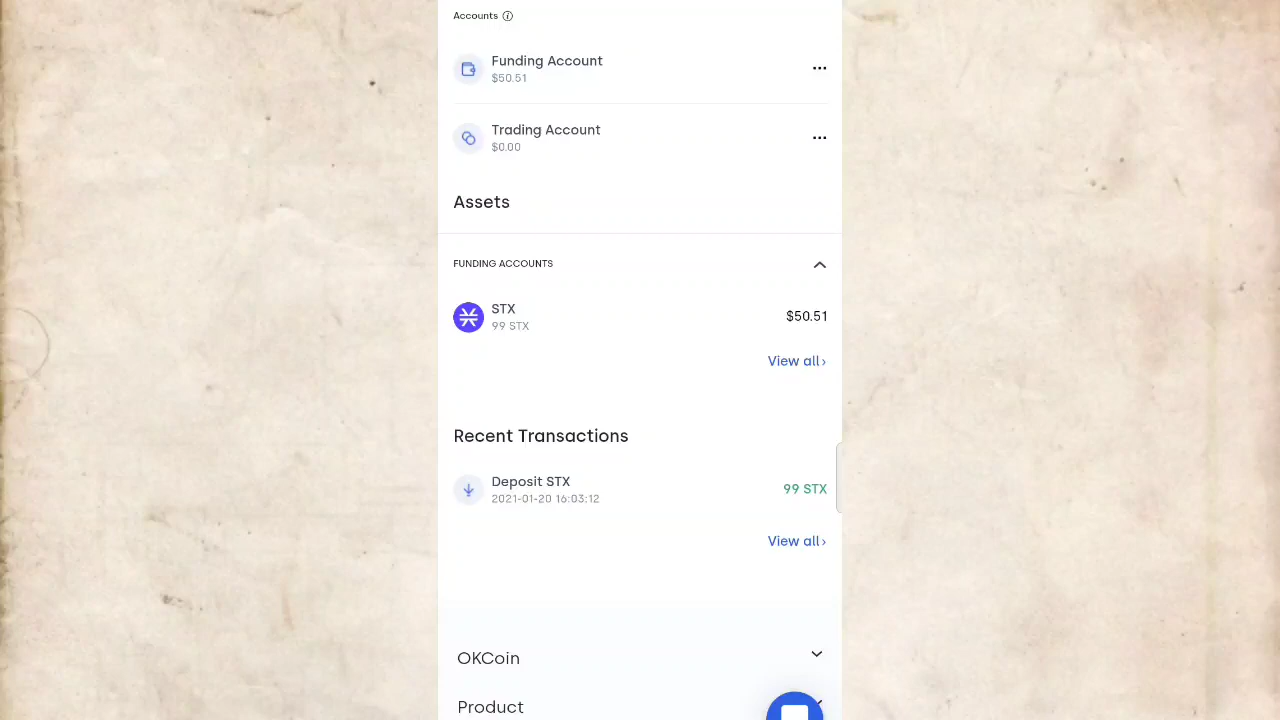 Accounts
Funding Account
$50.51
Trading Account
$0.00
Assets
FUNDING ACCOUNTS
STX
99 STX
$50.51
View all ›
Recent Transactions
Deposit STX
2021-01-20 16:03:12
99 STX
View all ›
OKCoin
Product